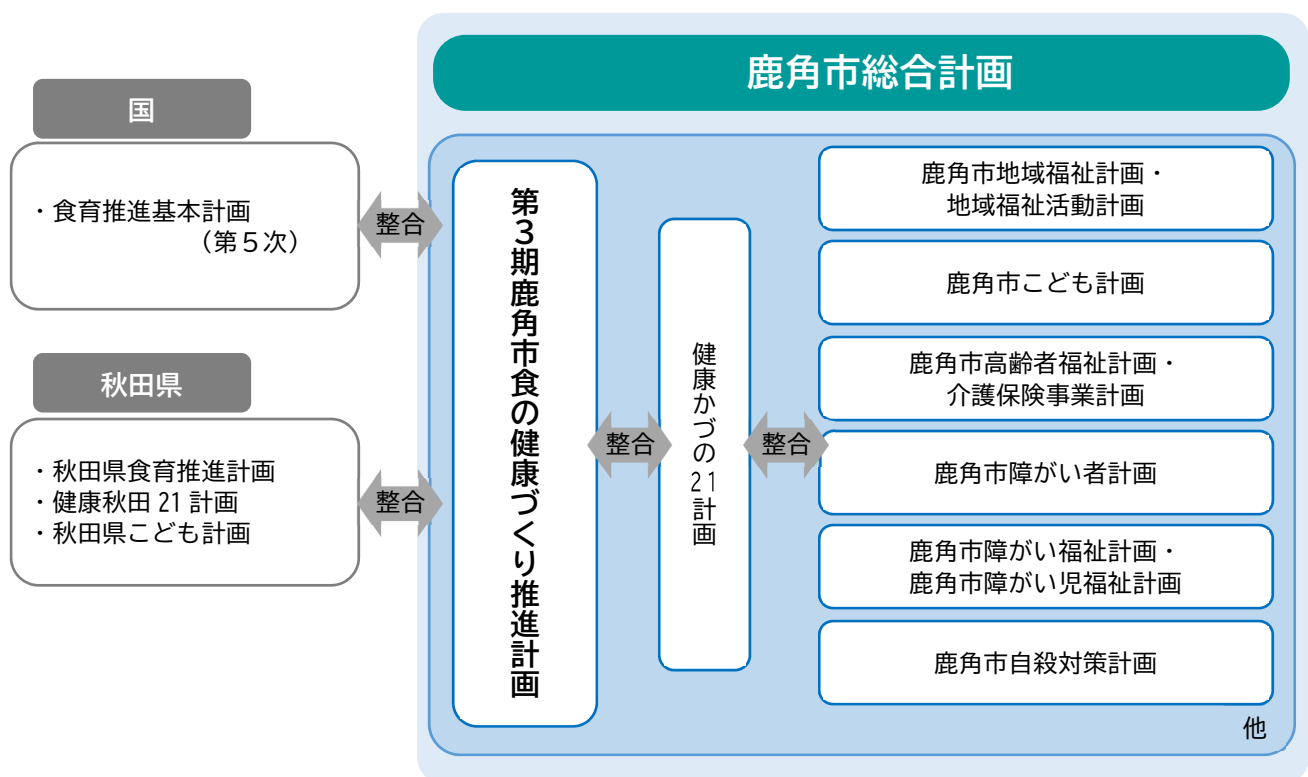 鹿角市総合計画
国
・食育推進基本計画
（第５次）
整合
秋田県
・秋田県食育推進計画
・健康秋田 21 計画
・秋田県こども計画
整合
第３期鹿角市食の健康づくり推進計画
整合
健康かづの21計画
整合
鹿角市地域福祉計画・
地域福祉活動計画
鹿角市こども計画
鹿角市高齢者福祉計画・
介護保険事業計画
鹿角市障がい者計画
鹿角市障がい福祉計画・
鹿角市障がい児福祉計画
鹿角市自殺対策計画
他